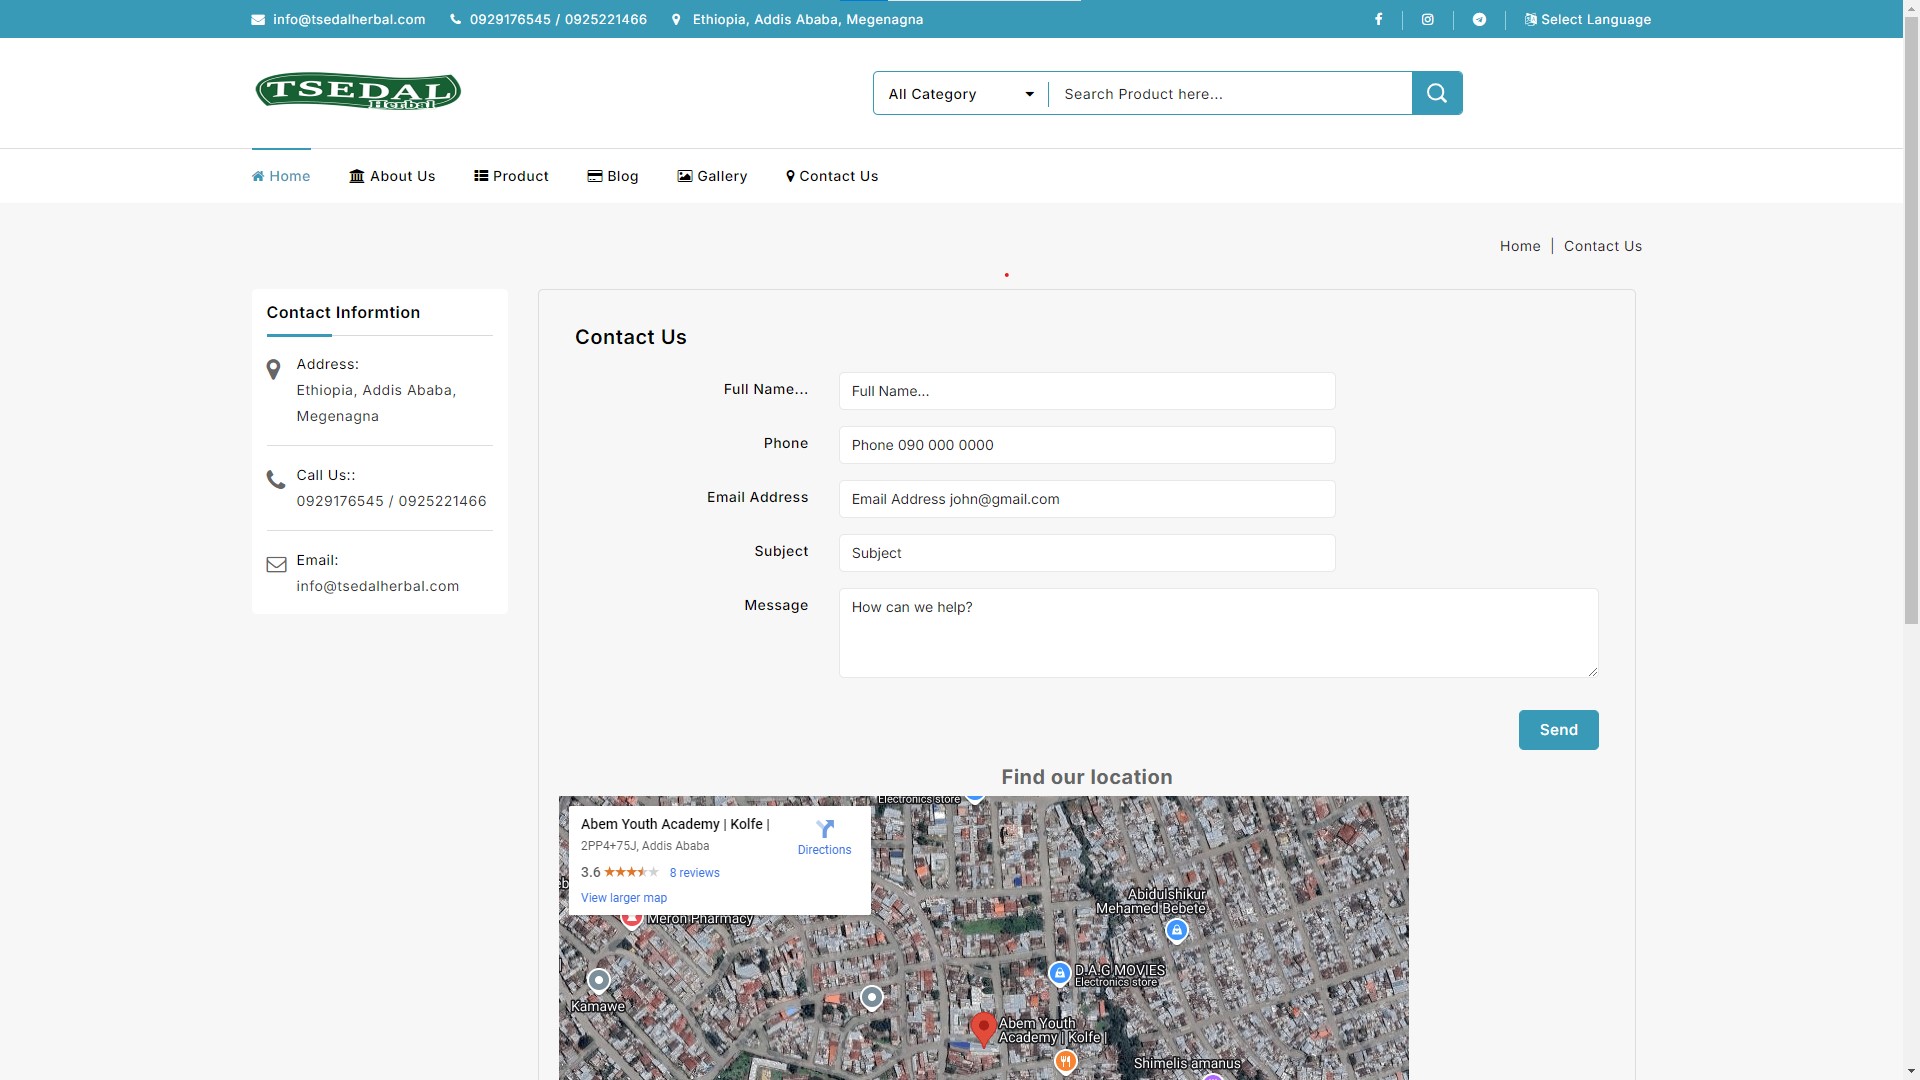 info@tsedalherbal.com 0929176545 / 0925221466 Ethiopia, Addis Ababa, Megenagna Select Language
TSEDAL
Herbal
All Category Search Product here...
Home About Us Product Blog Gallery Contact Us
Home | Contact Us
Contact Informtion
Address:
Ethiopia, Addis Ababa,
Megenagna
Call Us::
0929176545 / 0925221466
Email:
info@tsedalherbal.com
Contact Us
Full Name... Full Name...
Phone Phone 090 000 0000
Email Address Email Address john@gmail.com
Subject Subject
Message How can we help?
Send
Find our location
Electronics store
Abem Youth Academy | Kolfe |
2PP4+75J, Addis Ababa
Directions
3.6 8 reviews
View larger map
Meron Pharmacy
Abidulshikur
Mehamed Bebete
D.A.G MOVIES
Electronics store
Kamawe
Abem Youth
Academy | Kolfe |
Shimelis amanus